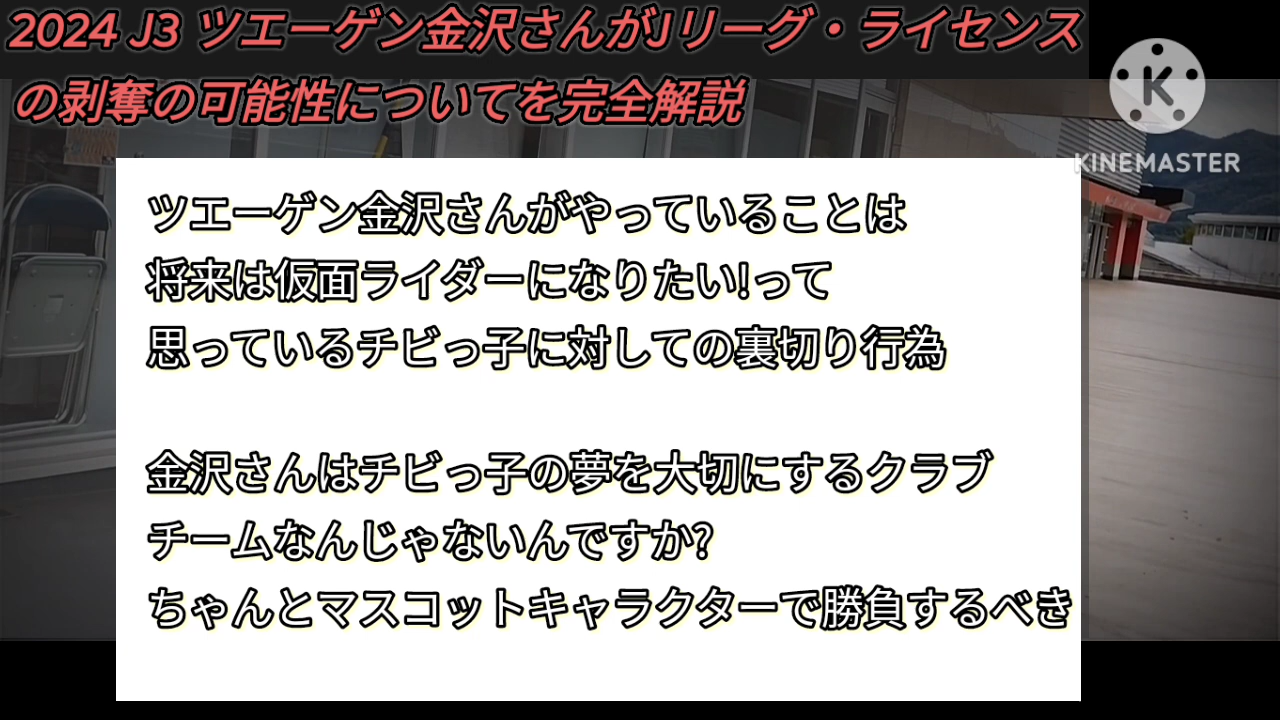 2024 J3 ツエーゲン金沢さんがJリーグ・ライセンス
の剥奪の可能性についてを完全解説
KINEMASTER
ツエーゲン金沢さんがやっていることは
将来は仮面ライダーになりたい!って
思っているチビっ子に対しての裏切り行為
金沢さんはチビっ子の夢を大切にするクラブ
チームなんじゃないんですか?
ちゃんとマスコットキャラクターで勝負するべき